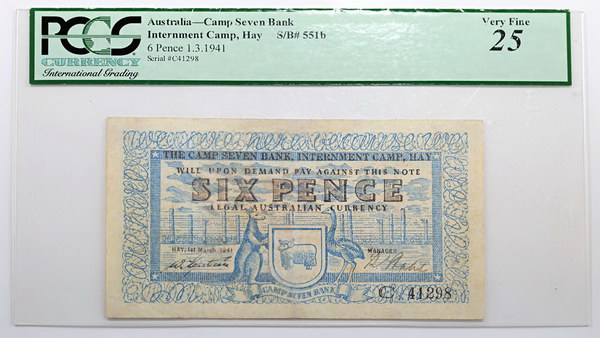 PCGS
CURRENCY
International Grading
Australia—Camp Seven Bank
Internment Camp, Hay S/B# 551b
6 Pence 1.3.1941
Serial #C41298
Very Fine
25
THE CAMP SEVEN BANK, INTERNMENT CAMP, HAY
WILL UPON DEMAND PAY AGAINST THIS NOTE
SIX PENCE
LEGAL AUSTRALIAN CURRENCY
HAY, 1st March 1941
MANAGER
CAMP SEVEN BANK
C 41298